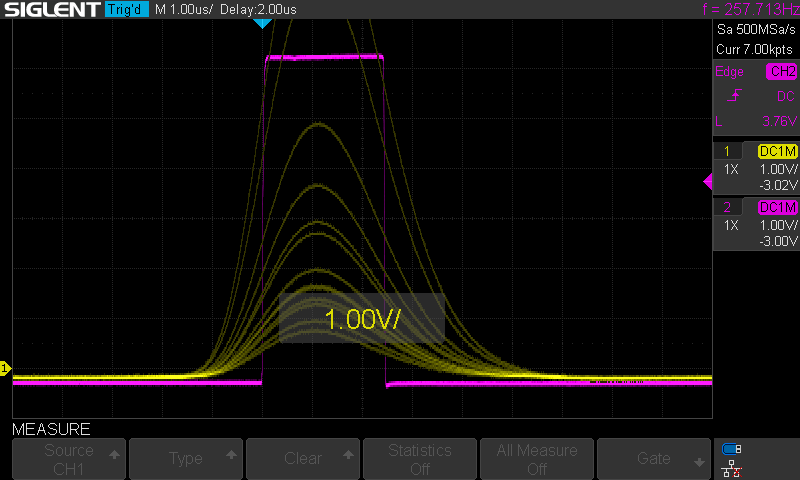 SIGLENT Trig'd M 1.00us/ Delay:2.00us f = 257.713Hz
Sa 500MSa/s
Curr 7.00kpts
Edge CH2
DC
L 3.76V
1 DC1M
1X 1.00V/
-3.02V
2 DC1M
1X 1.00V/
-3.00V
1
1.00V/
MEASURE
Source CH1
Type
Clear
Statistics Off
All Measure Off
Gate